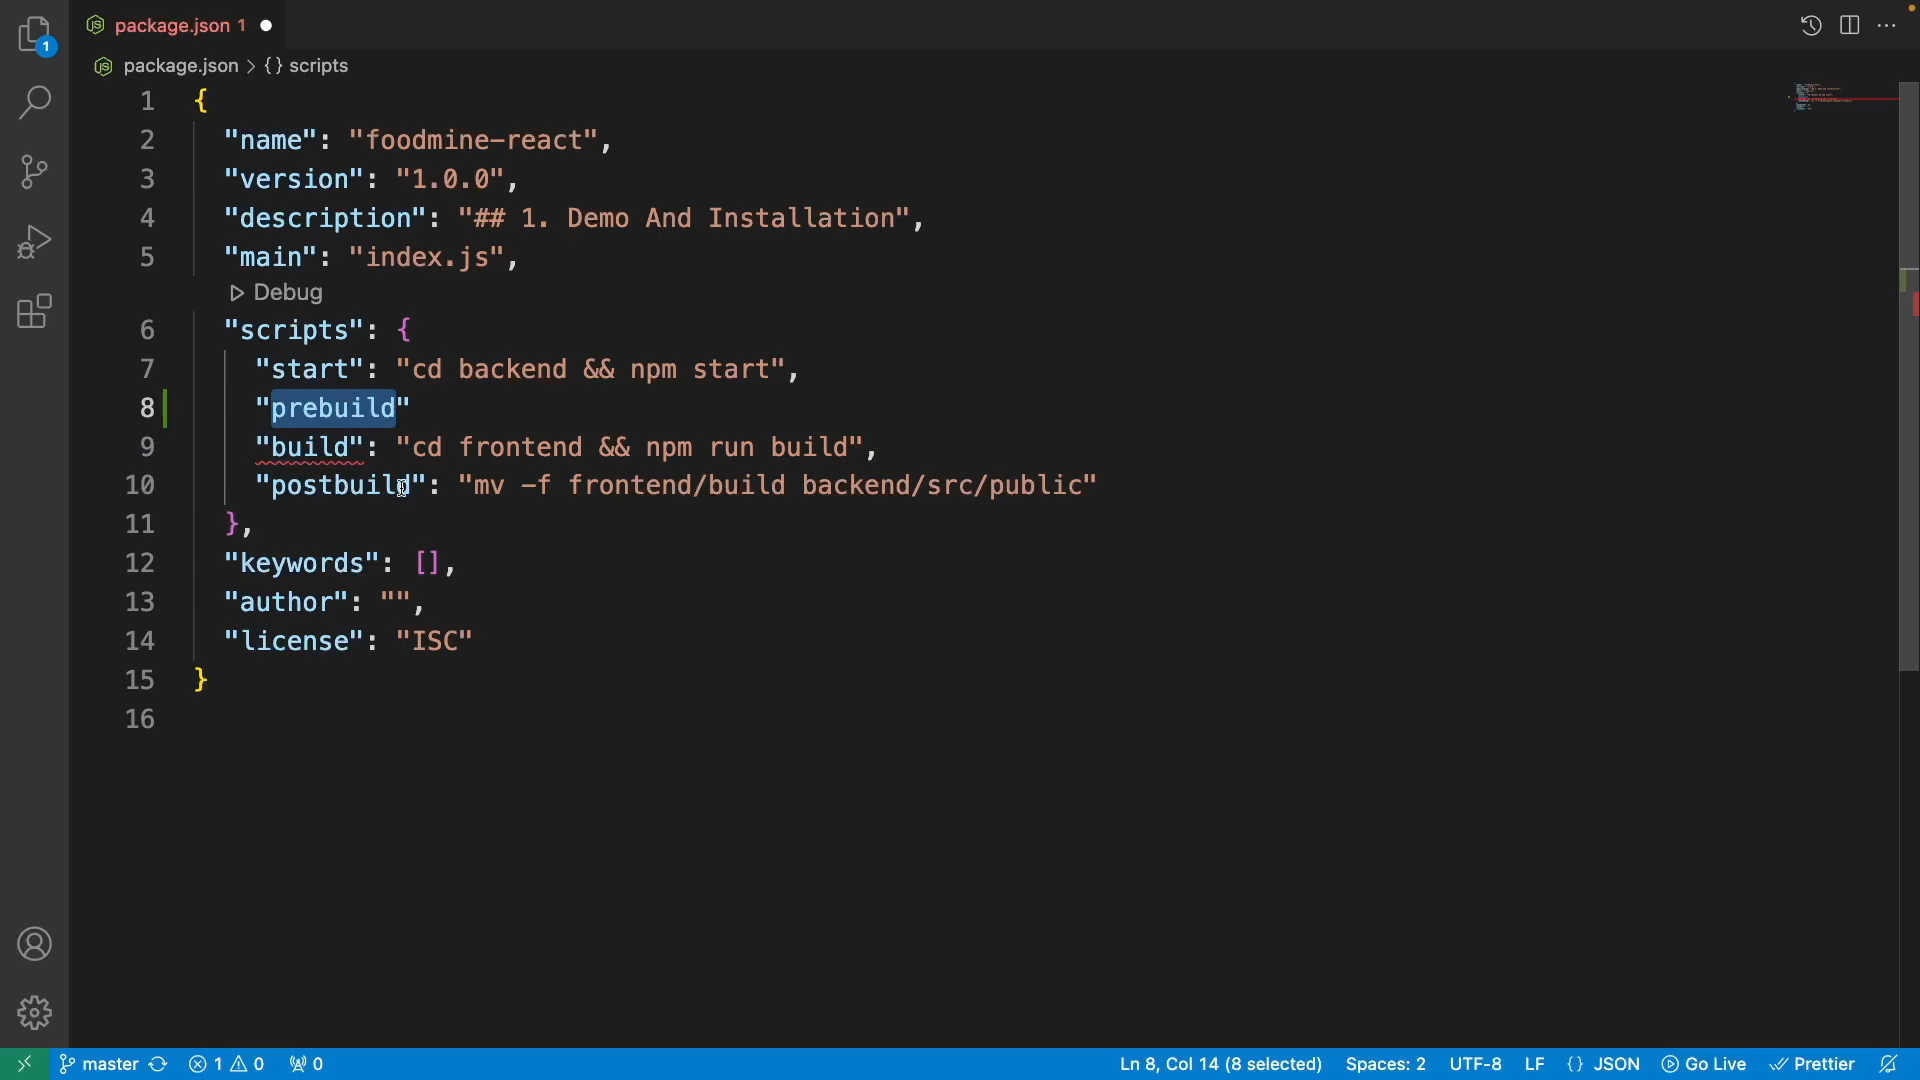 package.json 1
package.json > {} scripts
1 {
2 "name": "foodmine-react",
3 "version": "1.0.0",
4 "description": "## 1. Demo And Installation",
5 "main": "index.js",
Debug
6 "scripts": {
7 "start": "cd backend && npm start",
8 "prebuild"
9 "build": "cd frontend && npm run build",
10 "postbuild": "mv -f frontend/build backend/src/public"
11 },
12 "keywords": [],
13 "author": "",
14 "license": "ISC"
15 }
16
1
master 1 0 0 Ln 8, Col 14 (8 selected) Spaces: 2 UTF-8 LF {} JSON Go Live Prettier